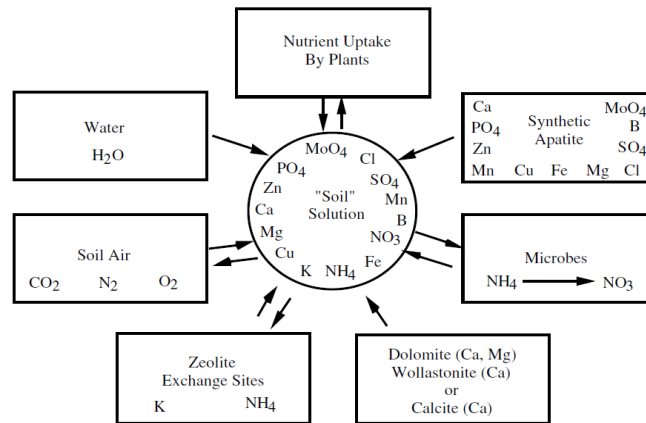 Nutrient Uptake
By Plants
Water
H2O
Ca
MoO4
PO4
Synthetic
B
Zn
Apatite
SO4
Mn Cu Fe Mg Cl
MoO4
Cl
PO4
SO4
Zn
"Soil"
Mn
Ca
Solution
B
Mg
NO3
Cu
Fe
K
NH4
Soil Air
CO2 N2 O2
Microbes
NH4 NO3
Zeolite
Exchange Sites
K NH4
Dolomite (Ca, Mg)
Wollastonite (Ca)
or
Calcite (Ca)